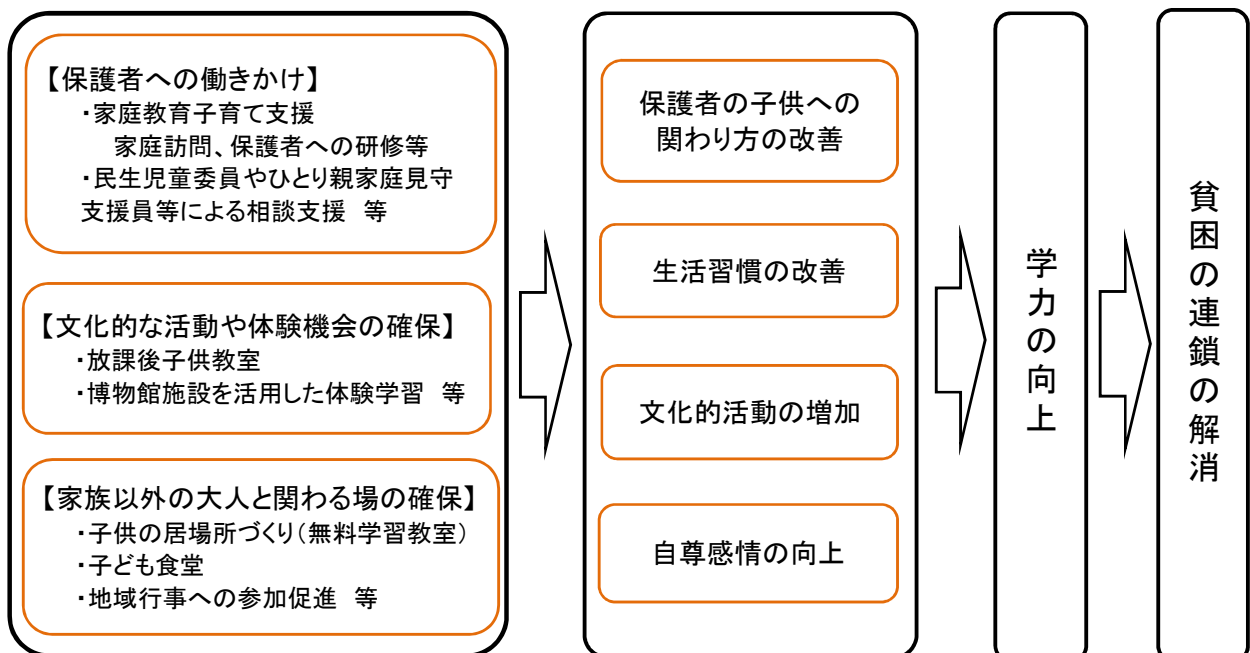 【保護者への働きかけ】
・家庭教育子育て支援
家庭訪問、保護者への研修等
・民生児童委員やひとり親家庭見守
支援員等による相談支援　等
【文化的な活動や体験機会の確保】
・放課後子供教室
・博物館施設を活用した体験学習　等
【家族以外の大人と関わる場の確保】
・子供の居場所づくり（無料学習教室）
・子ども食堂
・地域行事への参加促進　等
保護者の子供への
関わり方の改善
生活習慣の改善
文化的活動の増加
自尊感情の向上
学力の向上
貧困の連鎖の解消